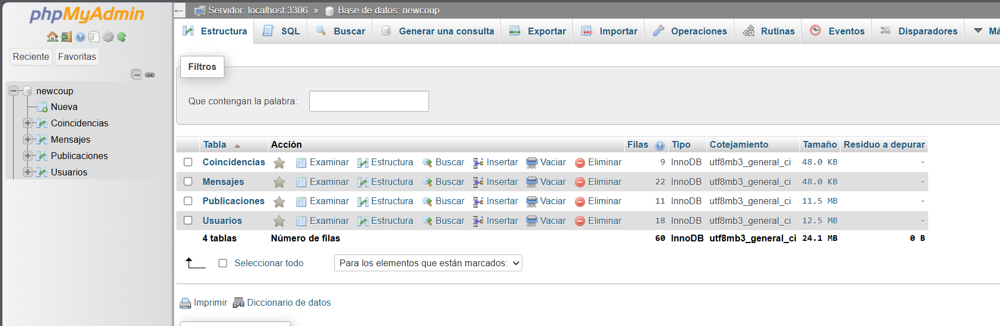 phpMyAdmin
Reciente Favoritas
newcoup
Nueva
Coincidencias
Mensajes
Publicaciones
Usuarios
Servidor: localhost:3306 » Base de datos: newcoup
Estructura SQL Buscar Generar una consulta Exportar Importar Operaciones Rutinas Eventos Disparadores Má
Filtros
Que contengan la palabra:
Tabla Acción Filas Tipo Cotejamiento Tamaño Residuo a depurar
Coincidencias Examinar Estructura Buscar Insertar Vaciar Eliminar 9 InnoDB utf8mb3_general_ci 48.0 KB -
Mensajes Examinar Estructura Buscar Insertar Vaciar Eliminar 22 InnoDB utf8mb3_general_ci 48.0 KB -
Publicaciones Examinar Estructura Buscar Insertar Vaciar Eliminar 11 InnoDB utf8mb3_general_ci 11.5 MB -
Usuarios Examinar Estructura Buscar Insertar Vaciar Eliminar 18 InnoDB utf8mb3_general_ci 12.5 MB -
4 tablas Número de filas 60 InnoDB utf8mb3_general_ci 24.1 MB 0 B
Seleccionar todo Para los elementos que están marcados:
Imprimir Diccionario de datos